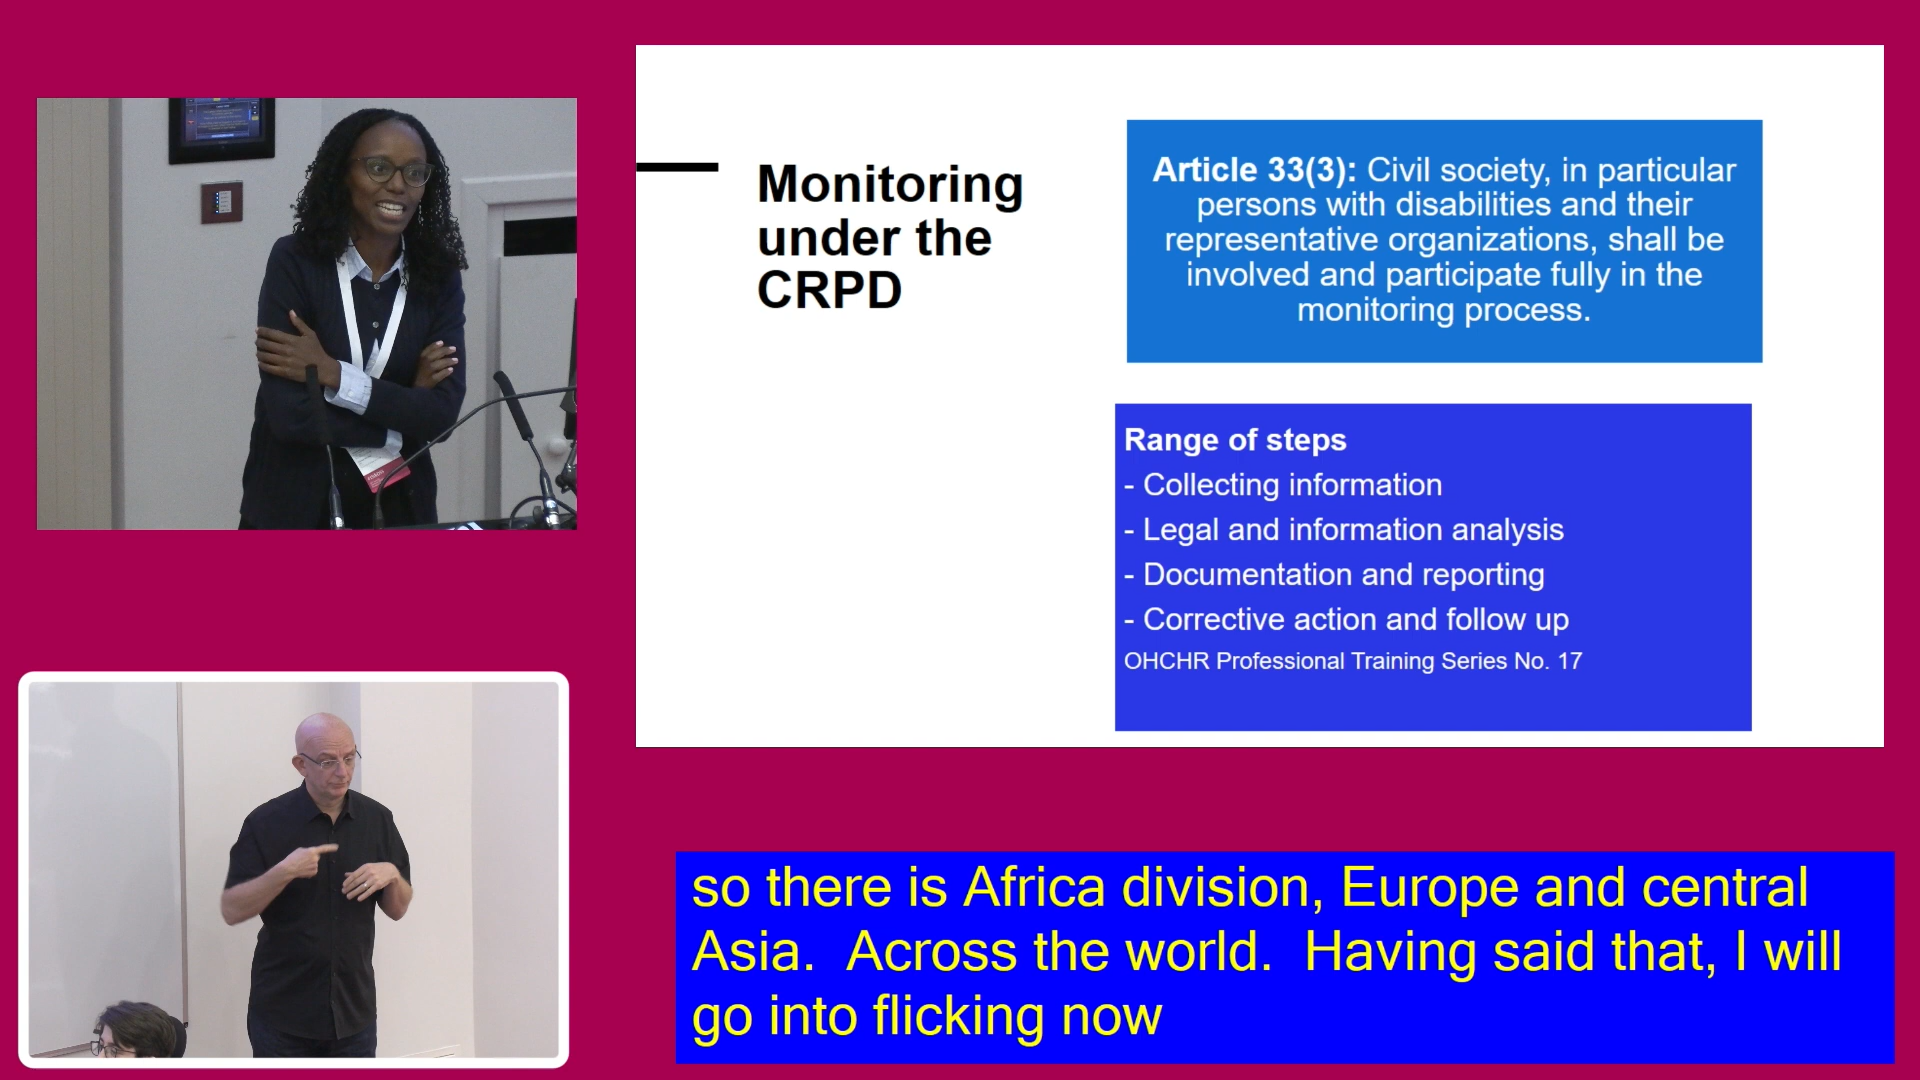 Monitoring
under the
CRPD
Article 33(3): Civil society, in particular
persons with disabilities and their
representative organizations, shall be
involved and participate fully in the
monitoring process.
Range of steps
- Collecting information
- Legal and information analysis
- Documentation and reporting
- Corrective action and follow up
OHCHR Professional Training Series No. 17
so there is Africa division, Europe and central
Asia.  Across the world.  Having said that, I will
go into flicking now